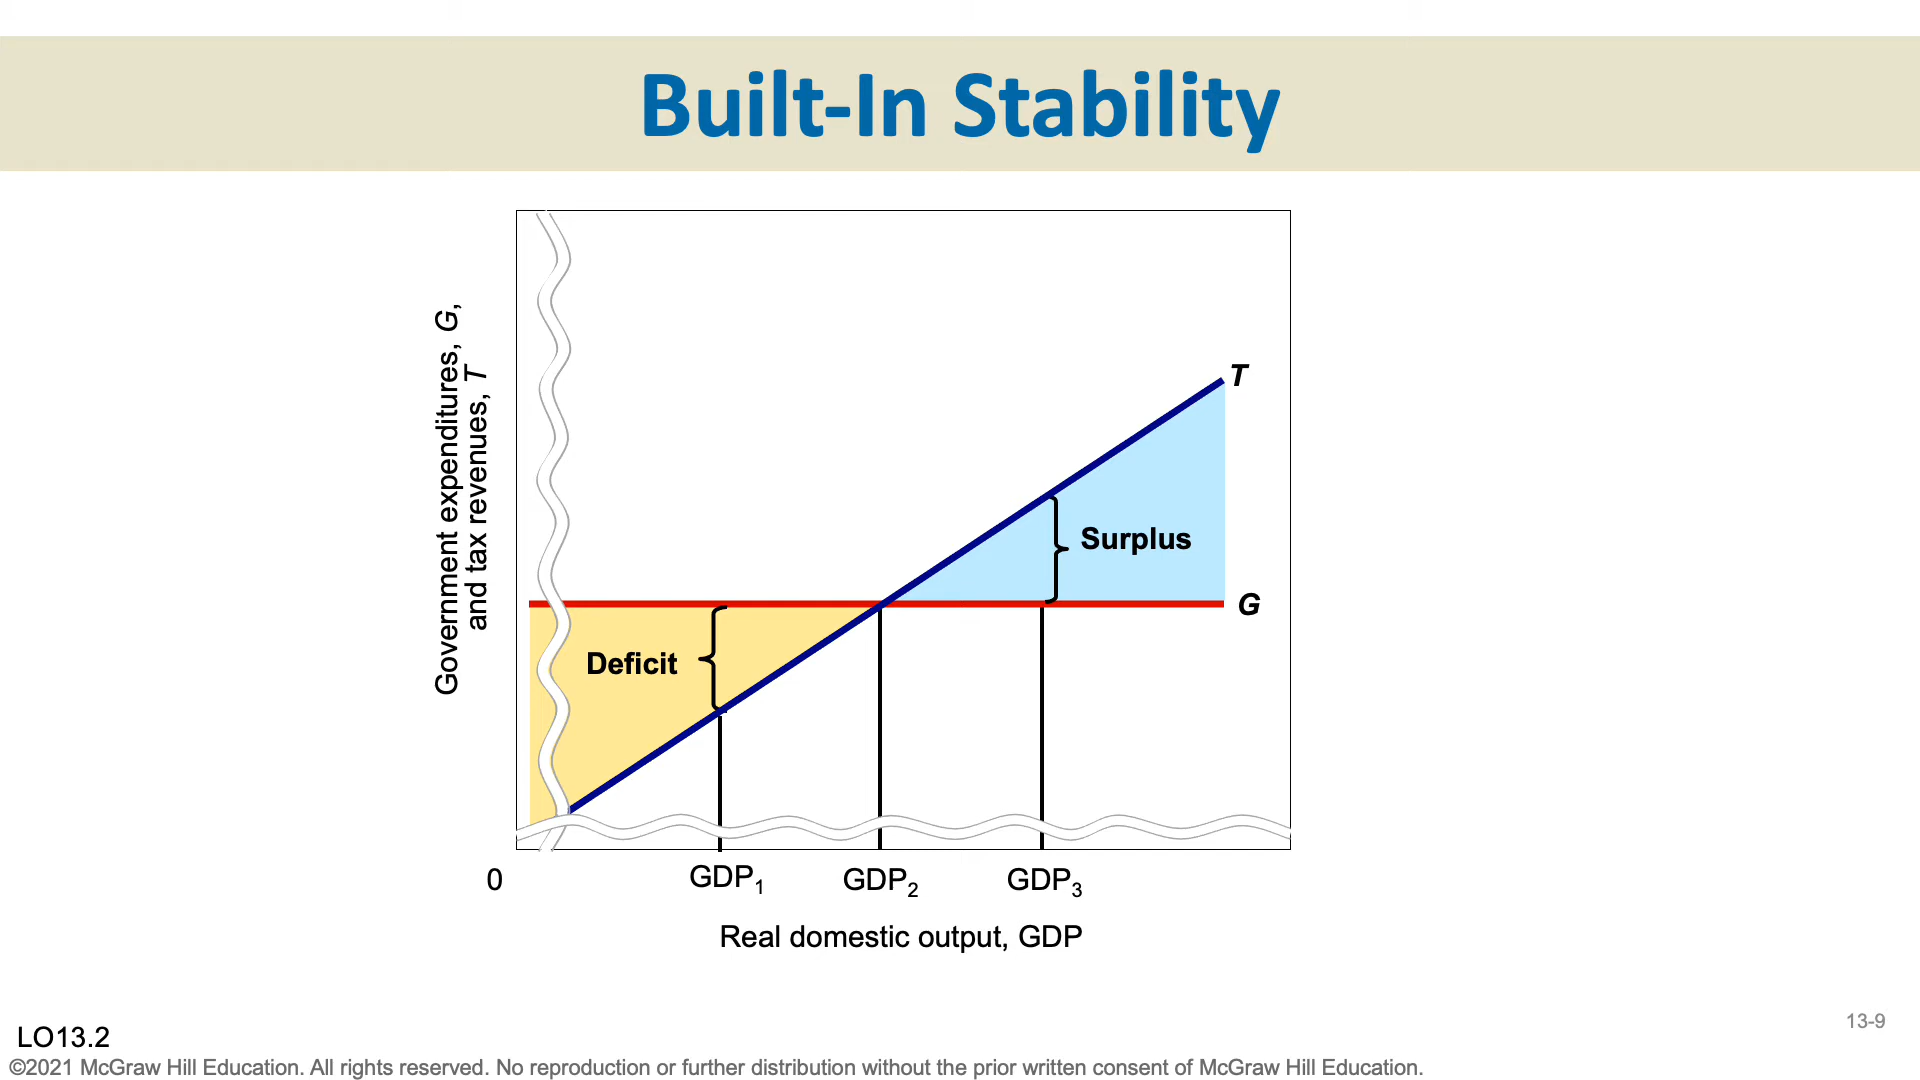 Built-In Stability
Government expenditures, G,
and tax revenues, T
T
Surplus
G
Deficit
0
GDP₁
GDP₂
GDP₃
Real domestic output, GDP
LO13.2
13-9
©2021 McGraw Hill Education. All rights reserved. No reproduction or further distribution without the prior written consent of McGraw Hill Education.